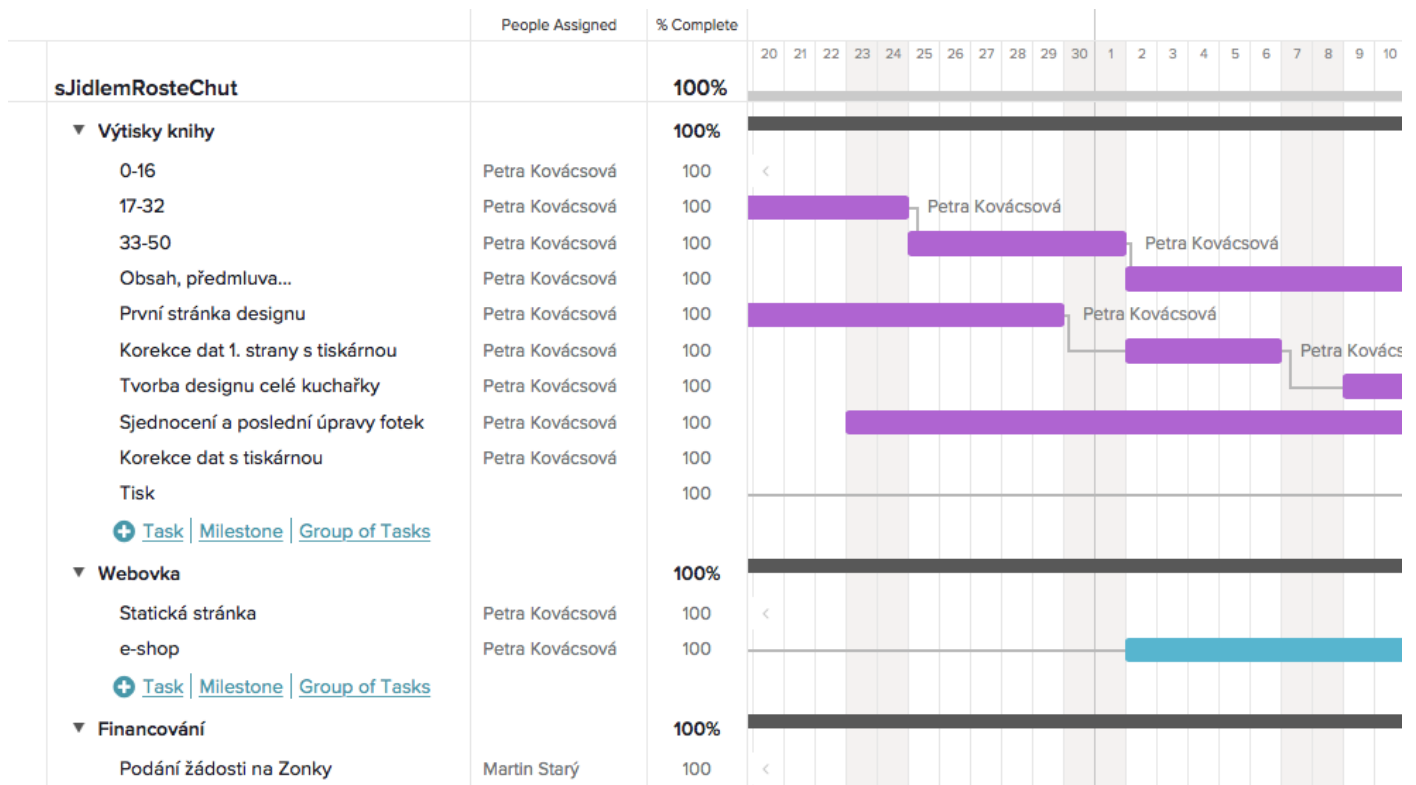 People Assigned % Complete
20 21 22 23 24 25 26 27 28 29 30 1 2 3 4 5 6 7 8 9 10
sJidlemRosteChut 100%
Výtisky knihy 100%
0-16 Petra Kovácsová 100
17-32 Petra Kovácsová 100 Petra Kovácsová
33-50 Petra Kovácsová 100 Petra Kovácsová
Obsah, předmluva... Petra Kovácsová 100
První stránka designu Petra Kovácsová 100 Petra Kovácsová
Korekce dat 1. strany s tiskárnou Petra Kovácsová 100 Petra Kovács
Tvorba designu celé kuchařky Petra Kovácsová 100
Sjednocení a poslední úpravy fotek Petra Kovácsová 100
Korekce dat s tiskárnou Petra Kovácsová 100
Tisk 100
Task Milestone Group of Tasks
Webovka 100%
Statická stránka Petra Kovácsová 100
e-shop Petra Kovácsová 100
Task Milestone Group of Tasks
Financování 100%
Podání žádosti na Zonky Martin Starý 100